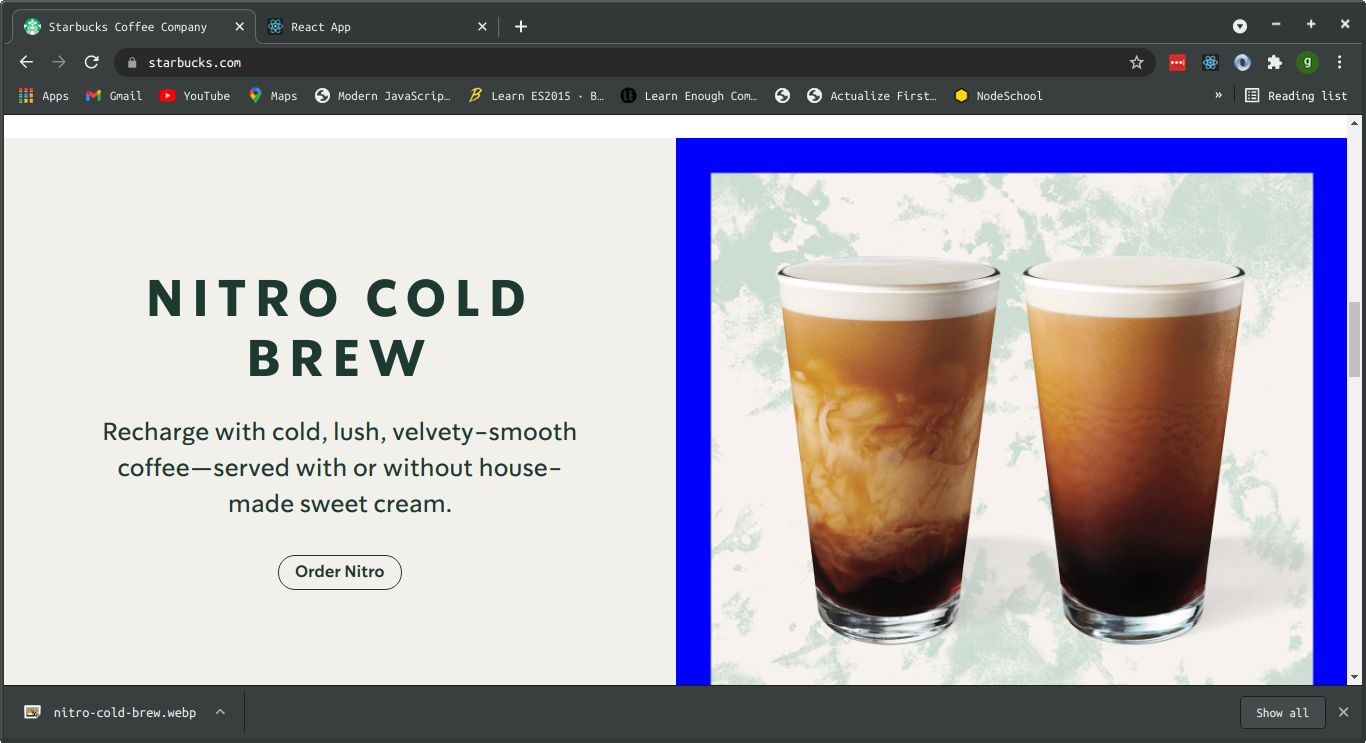 Starbucks Coffee Company
React App
starbucks.com
g
Apps
Gmail
YouTube
Maps
Modern JavaScrip…
Learn ES2015 · B…
LE
Learn Enough Com…
Actualize First…
NodeSchool
»
Reading list
NITRO COLD
BREW
Recharge with cold, lush, velvety-smooth
coffee—served with or without house-
made sweet cream.
Order Nitro
nitro-cold-brew.webp
Show all